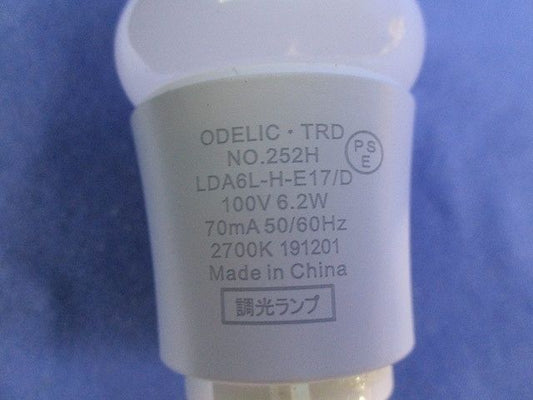 ODELIC・TRD
NO.252H
PS
E
LDA6L-H-E17/D
100V 6.2W
70mA 50/60Hz
2700K 191201
Made in China
調光ランプ